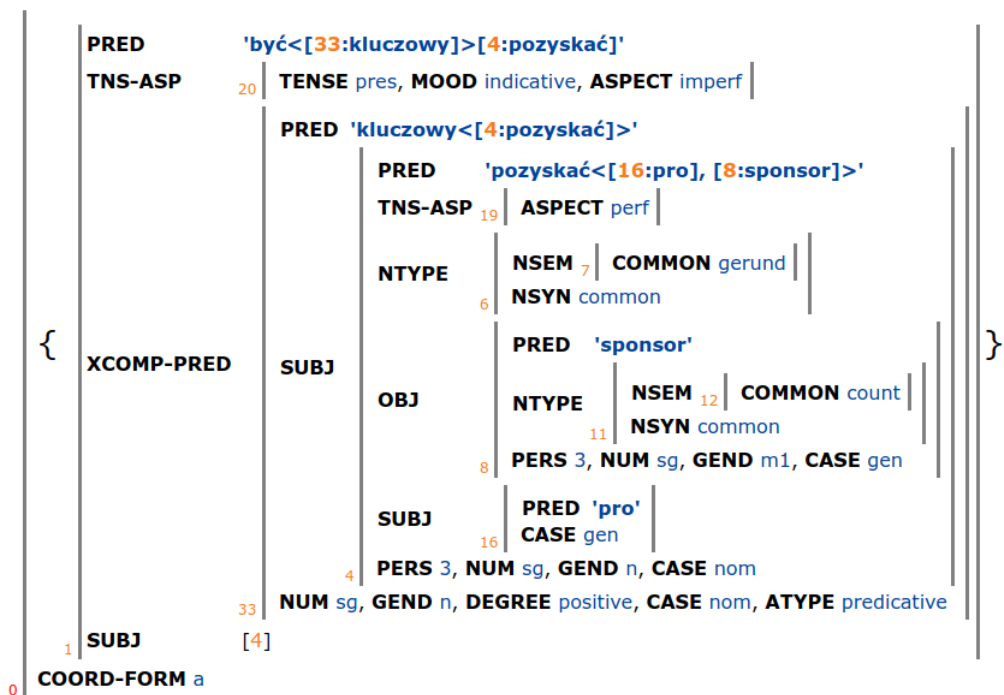 PRED 'być<[33:kluczowy]>[4:pozyskać]'
TNS-ASP 20 TENSE pres, MOOD indicative, ASPECT imperf
PRED 'kluczowy<[4:pozyskać]>'
PRED 'pozyskać<[16:pro], [8:sponsor]>'
TNS-ASP 19 ASPECT perf
NTYPE NSEM 7 COMMON gerund
6 NSYN common
{ XCOMP-PRED SUBJ }
PRED 'sponsor'
OBJ NTYPE NSEM 12 COMMON count
11 NSYN common
8 PERS 3, NUM sg, GEND m1, CASE gen
SUBJ PRED 'pro'
16 CASE gen
4 PERS 3, NUM sg, GEND n, CASE nom
33 NUM sg, GEND n, DEGREE positive, CASE nom, ATYPE predicative
1 SUBJ [4]
0 COORD-FORM a